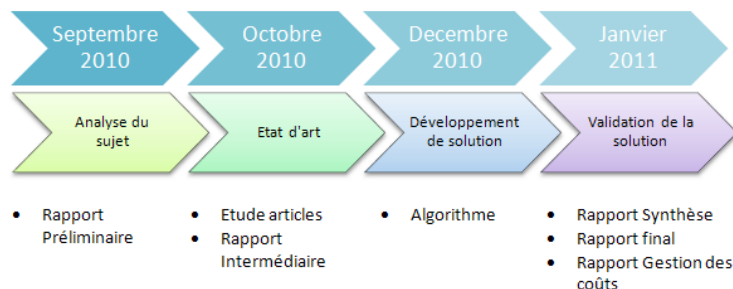 Septembre
2010
Octobre
2010
Decembre
2010
Janvier
2011
Analyse du
sujet
Etat d'art
Développement
de solution
Validation de la
solution
• Rapport
Préliminaire
• Etude articles
• Rapport
Intermédiaire
• Algorithme
• Rapport Synthèse
• Rapport final
• Rapport Gestion des
coûts